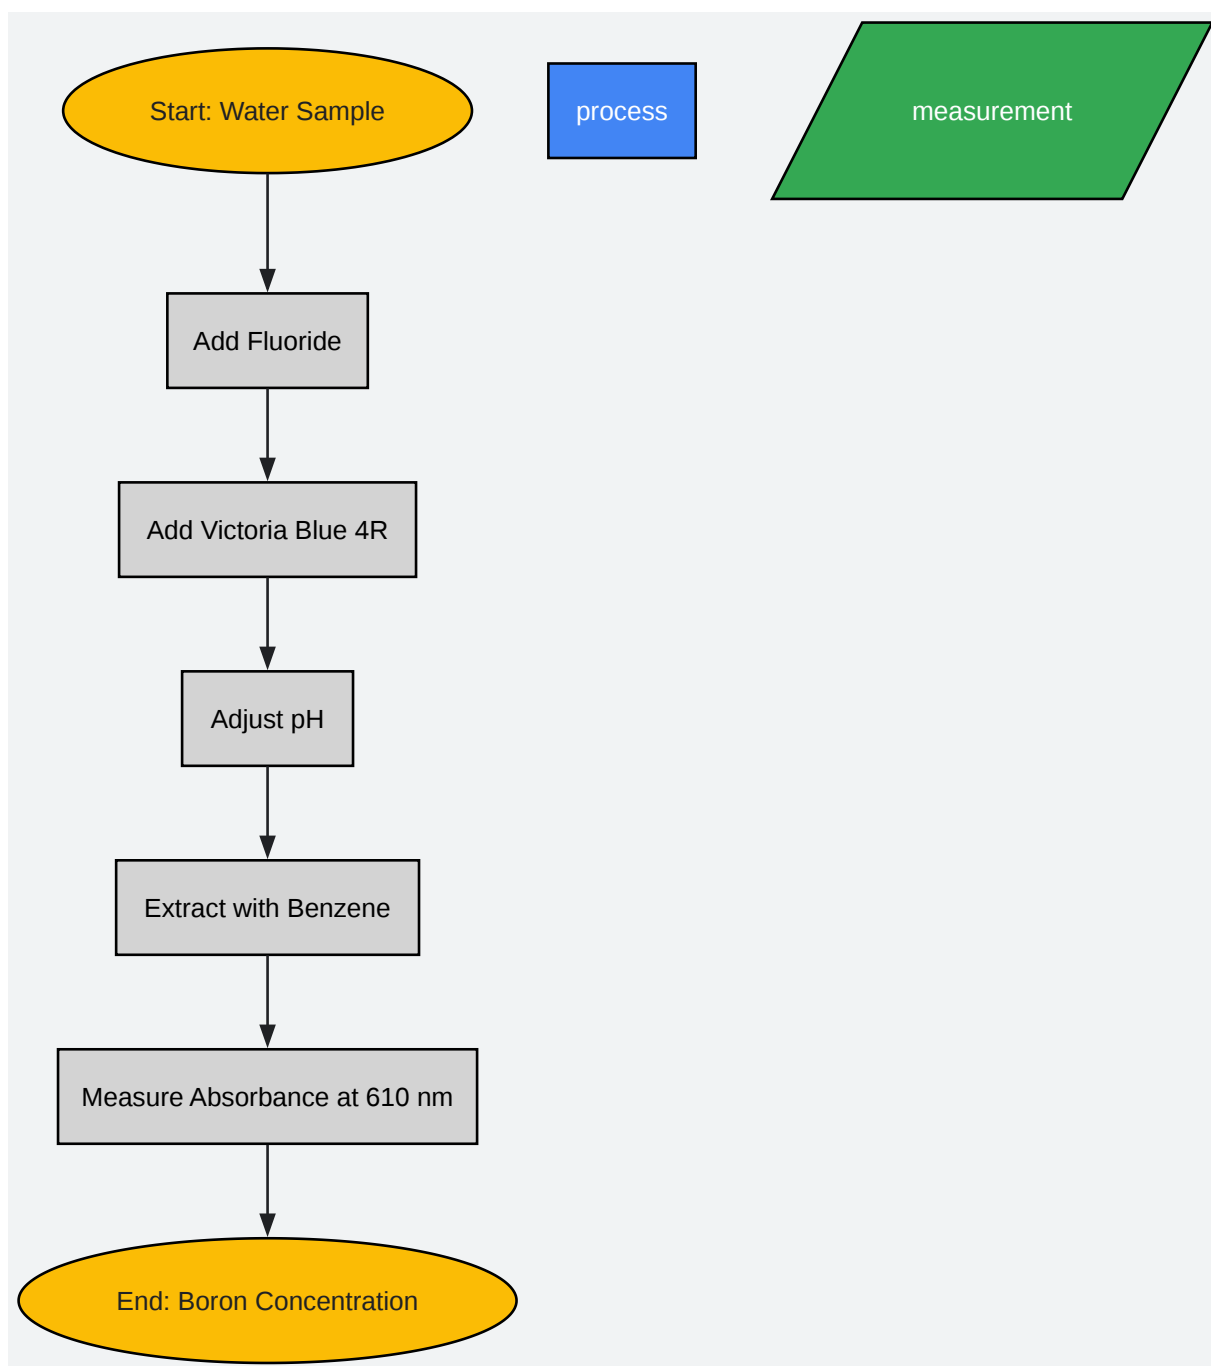 Start: Water Sample
process
measurement
Add Fluoride
Add Victoria Blue 4R
Adjust pH
Extract with Benzene
Measure Absorbance at 610 nm
End: Boron Concentration